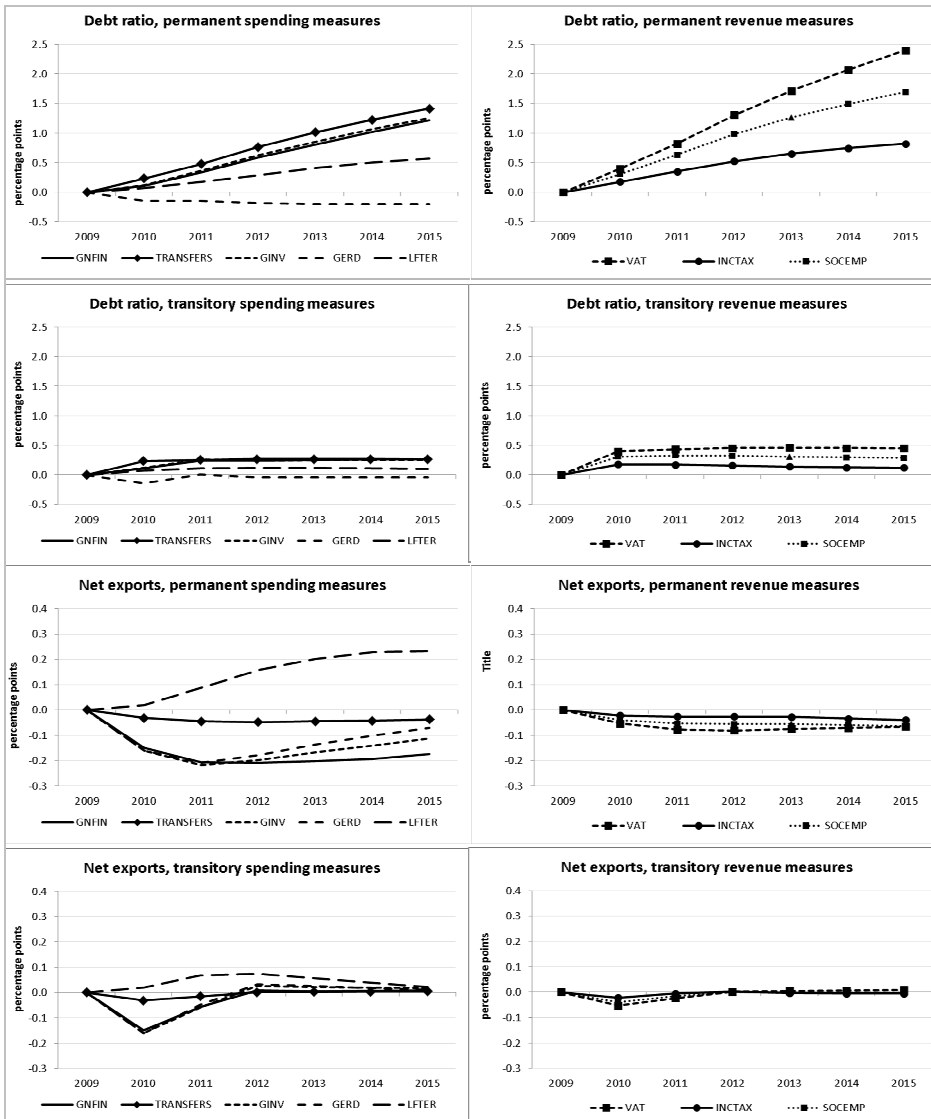 Debt ratio, permanent spending measures
percentage points
2.5
2.0
1.5
1.0
0.5
0.0
-0.5
2009 2010 2011 2012 2013 2014 2015
GNFIN TRANSFERS GINV GERD LFTER
Debt ratio, permanent revenue measures
percentage points
2.5
2.0
1.5
1.0
0.5
0.0
-0.5
2009 2010 2011 2012 2013 2014 2015
VAT INCTAX SOCEMP
Debt ratio, transitory spending measures
percentage points
2.5
2.0
1.5
1.0
0.5
0.0
-0.5
2009 2010 2011 2012 2013 2014 2015
GNFIN TRANSFERS GINV GERD LFTER
Debt ratio, transitory revenue measures
percentage points
2.5
2.0
1.5
1.0
0.5
0.0
-0.5
2009 2010 2011 2012 2013 2014 2015
VAT INCTAX SOCEMP
Net exports, permanent spending measures
percentage points
0.4
0.3
0.2
0.1
0.0
-0.1
-0.2
-0.3
2009 2010 2011 2012 2013 2014 2015
GNFIN TRANSFERS GINV GERD LFTER
Net exports, permanent revenue measures
Title
0.4
0.3
0.2
0.1
0.0
-0.1
-0.2
-0.3
2009 2010 2011 2012 2013 2014 2015
VAT INCTAX SOCEMP
Net exports, transitory spending measures
percentage points
0.4
0.3
0.2
0.1
0.0
-0.1
-0.2
-0.3
2009 2010 2011 2012 2013 2014 2015
GNFIN TRANSFERS GINV GERD LFTER
Net exports, transitory revenue measures
percentage points
0.4
0.3
0.2
0.1
0.0
-0.1
-0.2
-0.3
2009 2010 2011 2012 2013 2014 2015
VAT INCTAX SOCEMP